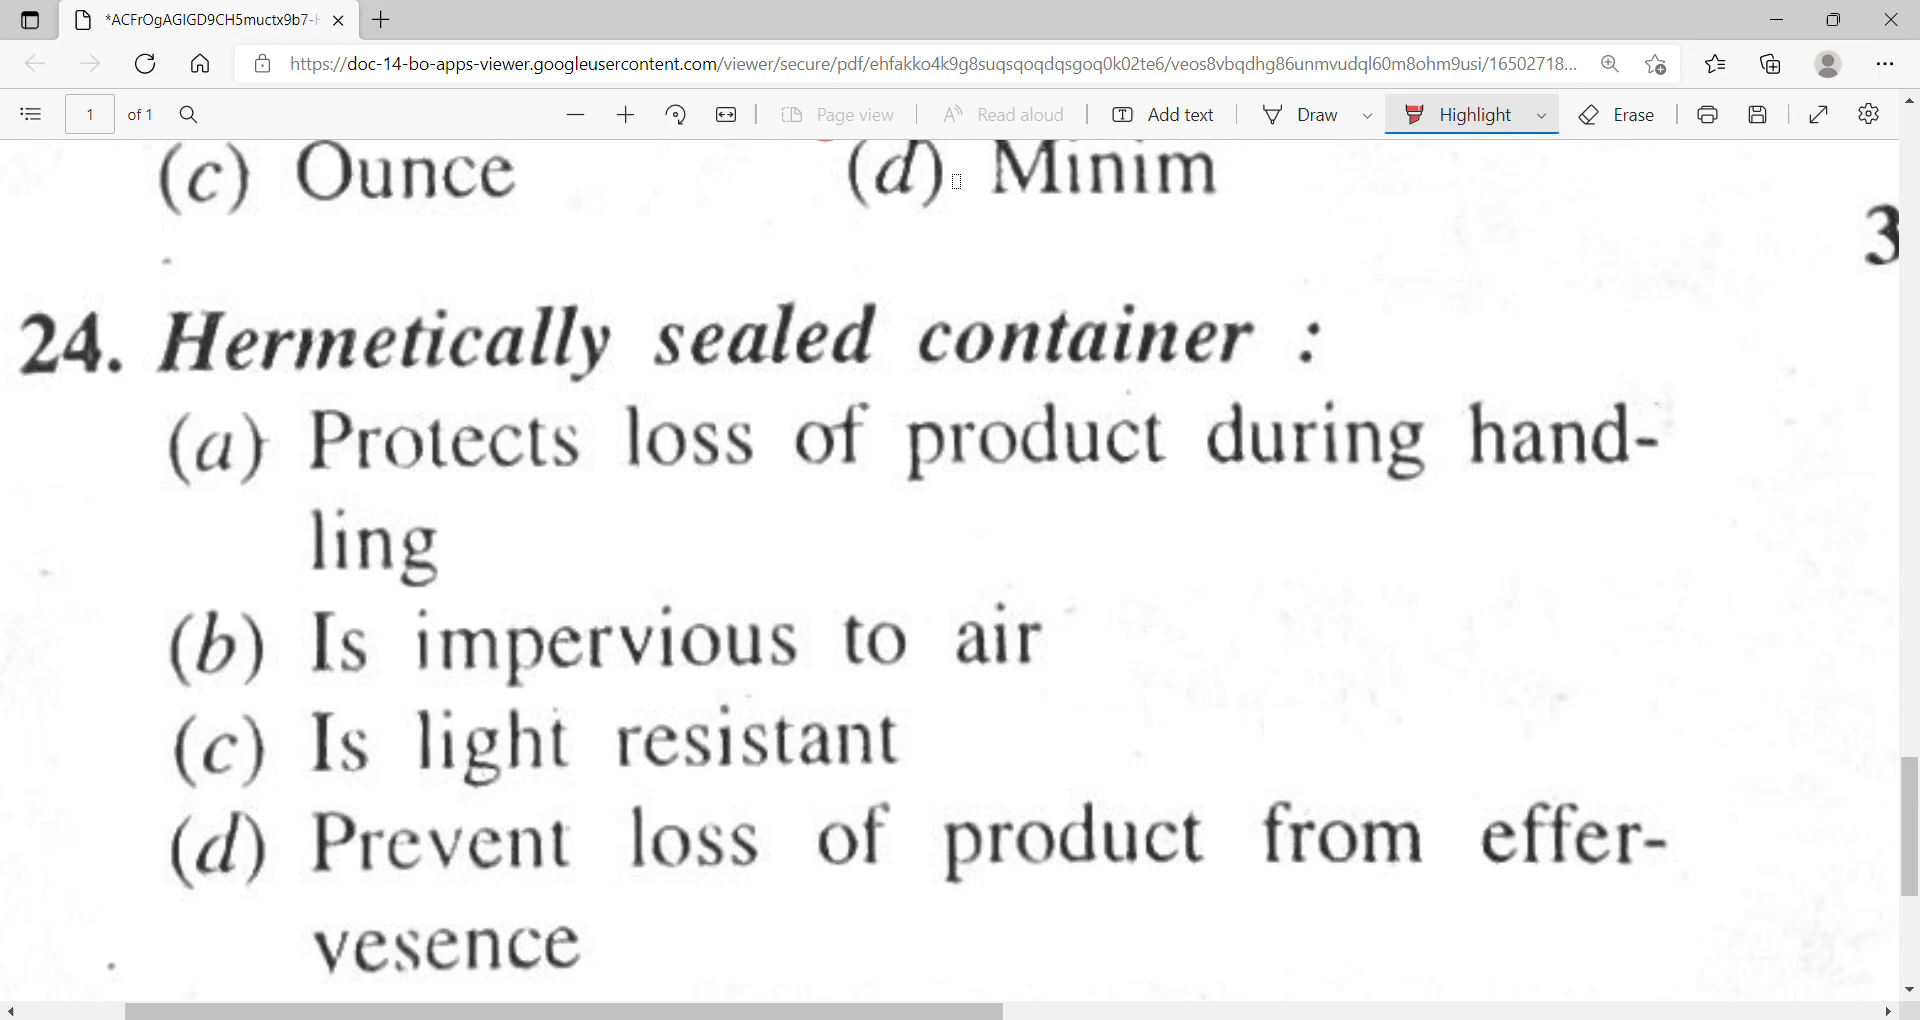 *ACFrOgAGIGD9CH5muctx9b7-H
https://doc-14-bo-apps-viewer.googleusercontent.com/viewer/secure/pdf/ehfakko4k9g8suqsqoqdqsgoq0k02te6/veos8vbqdhg86unmvudql60m8ohm9usi/16502718...
1 of 1 Page view Read aloud Add text Draw Highlight Erase
(c) Ounce (d) Minim
3
24. Hermetically sealed container :
(a) Protects loss of product during hand-
ling
(b) Is impervious to air
(c) Is light resistant
(d) Prevent loss of product from effer-
vesence